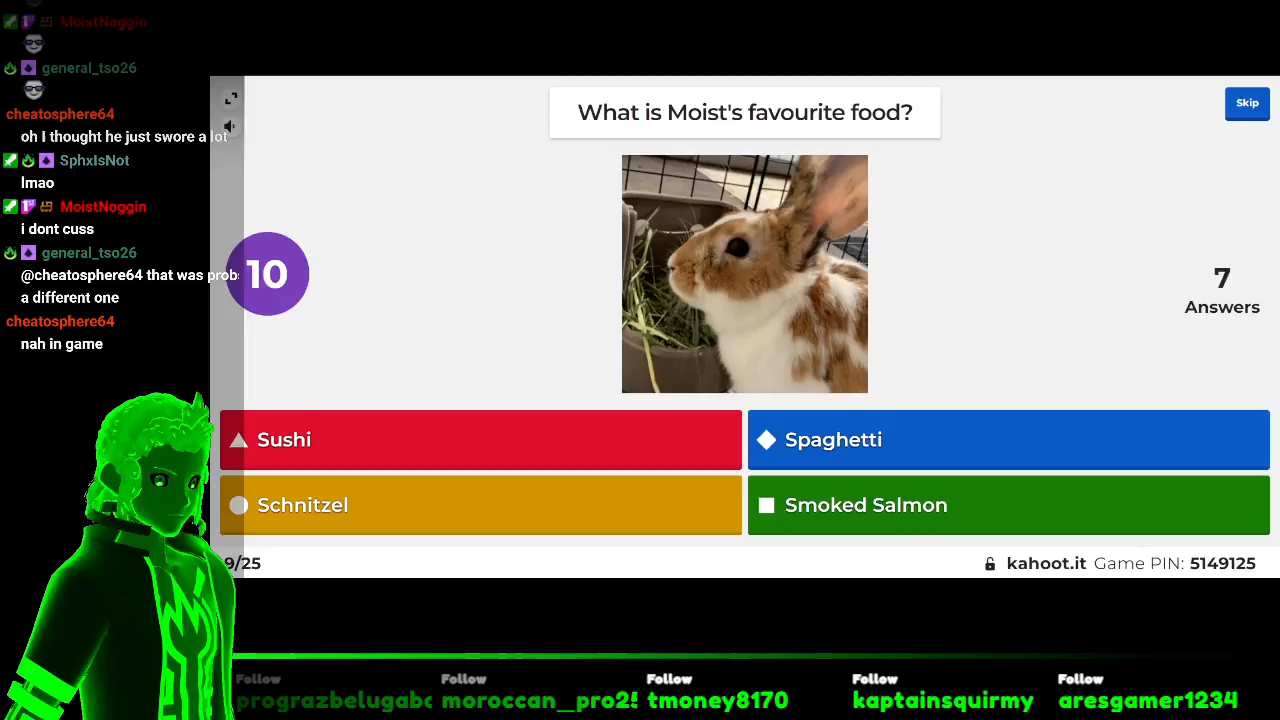 MoistNoggin
general_tso26
cheatosphere64
oh I thought he just swore a lot
SphxIsNot
lmao
MoistNoggin
i dont cuss
general_tso26
@cheatosphere64 that was prob
a different one
cheatosphere64
nah in game
What is Moist's favourite food?
Skip
10
7
Answers
Sushi
Spaghetti
Schnitzel
Smoked Salmon
9/25
kahoot.it Game PIN: 5149125
Follow
Follow
Follow
Follow
Follow
moroccan_pro25
tmoney8170
kaptainsquirmy
aresgamer1234